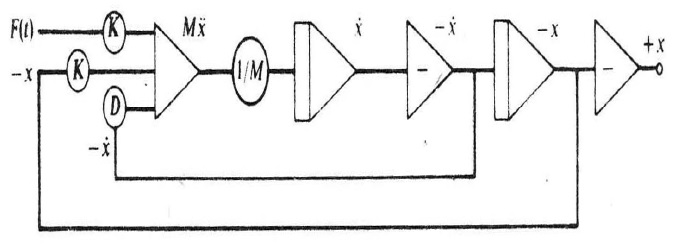 F(t) K Mẍ ẋ −ẋ −x +x
−x K 1/M − −
D
−ẋ